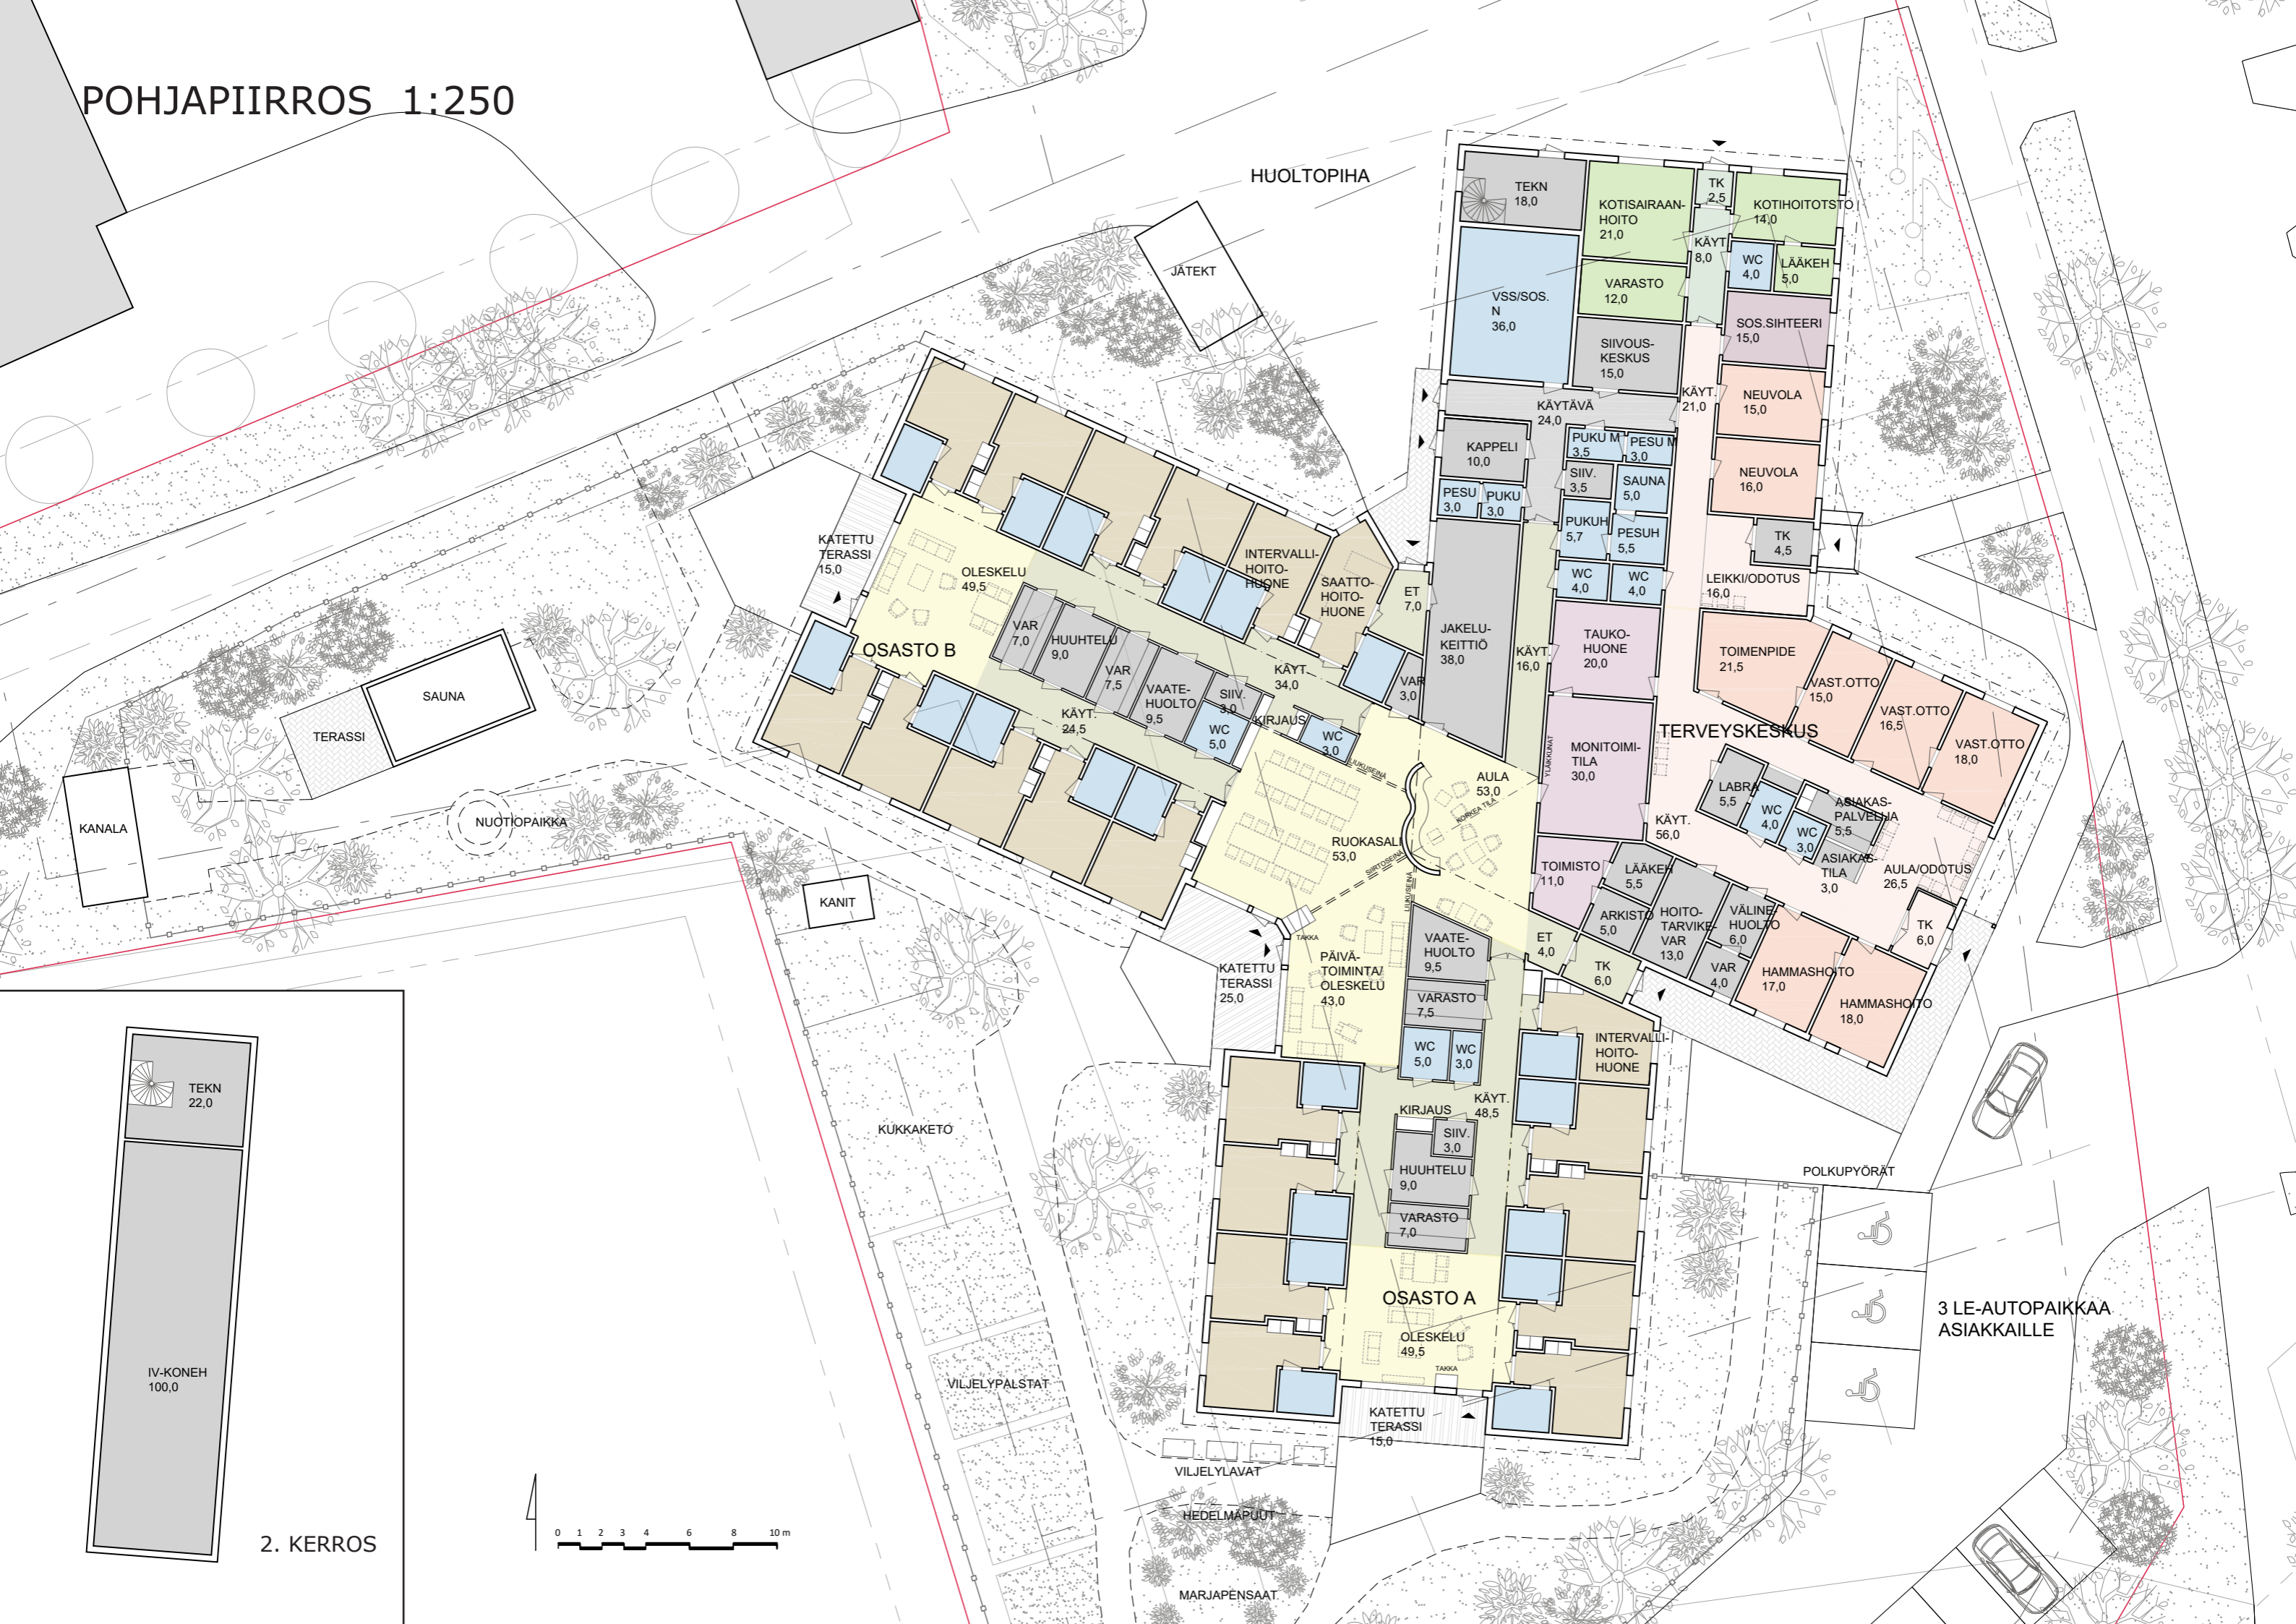 POHJAPIIRROS 1:250
HUOLTOPIHA
JÄTEKT
TEKN
18,0
KOTISAIRAAN-
HOITO
21,0
TK
2,5
KOTIHOITOTSTO
14,0
KÄYT.
8,0
WC
4,0
LÄÄKEH
5,0
VARASTO
12,0
VSS/SOS.
N
36,0
SOS.SIHTEERI
15,0
SIIVOUS-
KESKUS
15,0
KÄYT.
21,0
NEUVOLA
15,0
KÄYTÄVÄ
24,0
KAPPELI
10,0
PUKU M
3,5
PESU M
3,0
NEUVOLA
16,0
SIIV.
3,5
SAUNA
5,0
PESU
3,0
PUKU
3,0
PUKUH
5,7
PESUH
5,5
TK
4,5
WC
4,0
WC
4,0
LEIKKI/ODOTUS
16,0
KATETTU
TERASSI
15,0
OLESKELU
49,5
INTERVALLI-
HOITO-
HUONE
SAATTO-
HOITO-
HUONE
ET
7,0
JAKELU-
KEITTIÖ
38,0
KÄYT.
16,0
TAUKO-
HUONE
20,0
TOIMENPIDE
21,5
VAST.OTTO
15,0
VAST.OTTO
16,5
VAST.OTTO
18,0
OSASTO B
VAR
7,0
HUUHTELU
9,0
VAR
7,5
VAATE-
HUOLTO
9,5
SIIV.
3,0
KÄYT.
34,0
VAR
3,0
KÄYT.
24,5
WC
5,0
KIRJAUS
WC
3,0
LIUKUSEINÄ
TERVEYSKESKUS
YLÄIKKUNAT
MONITOIMI-
TILA
30,0
AULA
53,0
KORKEA TILA
LABRA
5,5
WC
4,0
WC
3,0
ASIAKAS-
PALVELIJA
5,5
ASIAKAS-
TILA
3,0
KÄYT.
56,0
AULA/ODOTUS
26,5
SAUNA
TERASSI
KANALA
NUOTIOPAIKKA
KANIT
RUOKASALI
53,0
SIIRTOSEINÄ
LIUKUSEINÄ
TOIMISTO
11,0
LÄÄKEH
5,5
ARKISTO
5,0
HOITO-
TARVIKE-
VAR
13,0
VÄLINE-
HUOLTO
6,0
VAR
4,0
TK
6,0
HAMMASHOITO
17,0
HAMMASHOITO
18,0
TAKKA
KATETTU
TERASSI
25,0
PÄIVÄ-
TOIMINTA/
OLESKELU
43,0
VAATE-
HUOLTO
9,5
ET
4,0
TK
6,0
VARASTO
7,5
WC
5,0
WC
3,0
INTERVALLI-
HOITO-
HUONE
KÄYT.
48,5
KIRJAUS
SIIV.
3,0
HUUHTELU
9,0
VARASTO
7,0
OSASTO A
OLESKELU
49,5
TAKKA
KATETTU
TERASSI
15,0
POLKUPYÖRÄT
3 LE-AUTOPAIKKAA
ASIAKKAILLE
KUKKAKETO
VILJELYPALSTAT
VILJELYLAVAT
HEDELMÄPUUT
MARJAPENSAAT
TEKN
22,0
IV-KONEH
100,0
2. KERROS
0 1 2 3 4 6 8 10 m